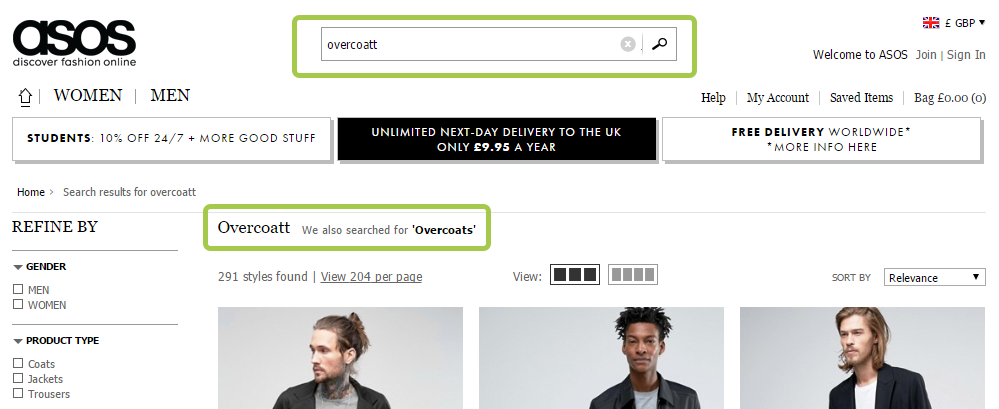 asos
discover fashion online
overcoatt
£ GBP
Welcome to ASOS Join | Sign In
WOMEN | MEN
Help | My Account | Saved Items | Bag £0.00 (0)
STUDENTS: 10% OFF 24/7 + MORE GOOD STUFF
UNLIMITED NEXT-DAY DELIVERY TO THE UK
ONLY £9.95 A YEAR
FREE DELIVERY WORLDWIDE*
*MORE INFO HERE
Home > Search results for overcoatt
REFINE BY
Overcoatt We also searched for 'Overcoats'
GENDER
MEN
WOMEN
291 styles found | View 204 per page
View:
SORT BY Relevance
PRODUCT TYPE
Coats
Jackets
Trousers